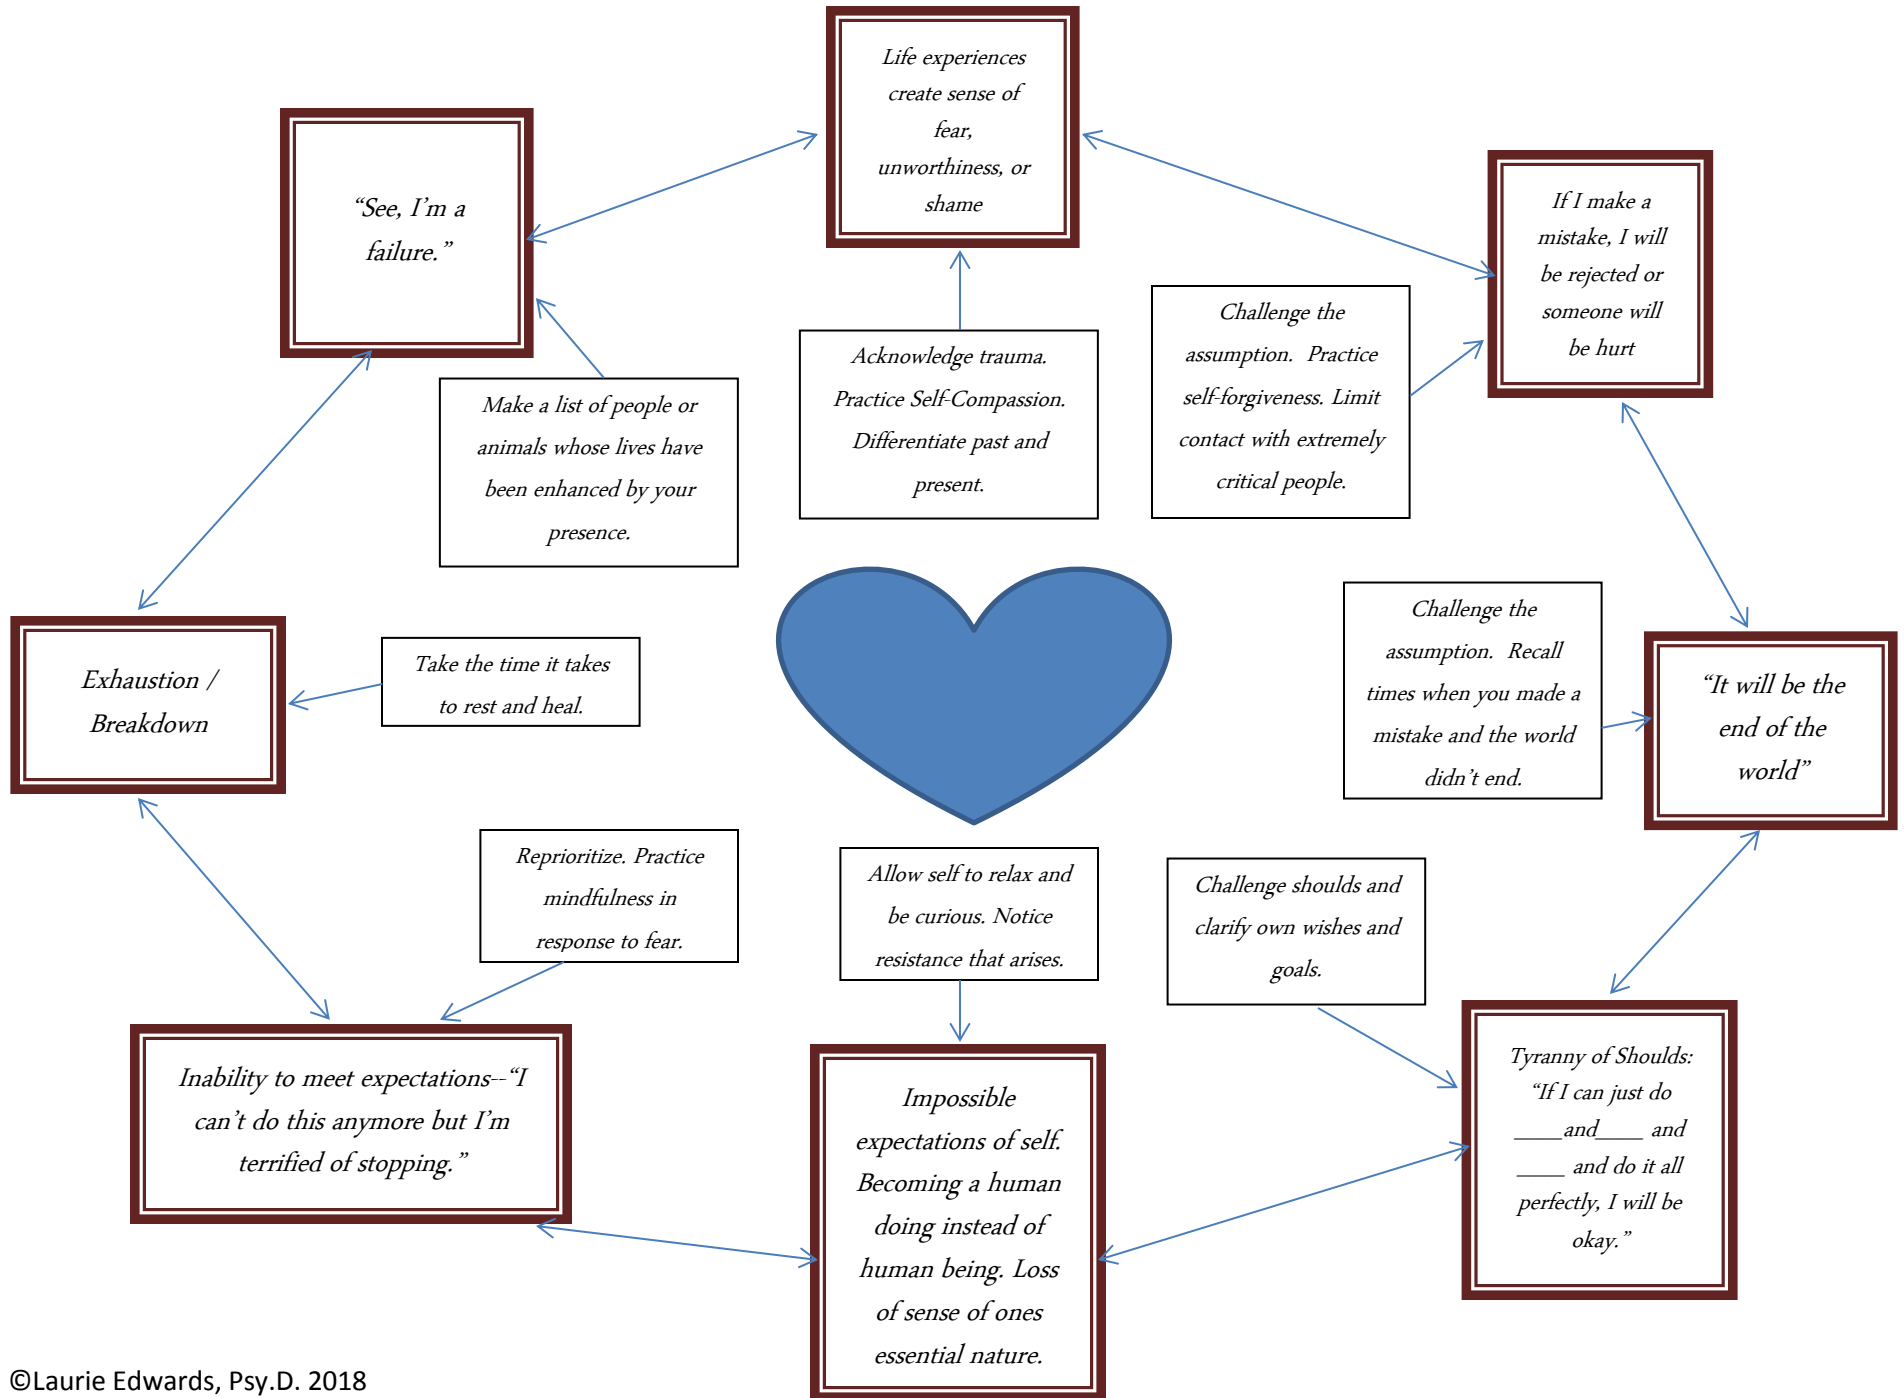 Life experiences
create sense of
fear,
unworthiness, or
shame
“See, I’m a
failure.”
If I make a
mistake, I will
be rejected or
someone will
be hurt
Challenge the
assumption.  Practice
self-forgiveness. Limit
contact with extremely
critical people.
Acknowledge trauma.
Practice Self-Compassion.
Differentiate past and
present.
Make a list of people or
animals whose lives have
been enhanced by your
presence.
Challenge the
assumption.  Recall
times when you made a
mistake and the world
didn’t end.
“It will be the
end of the
world”
Take the time it takes
to rest and heal.
Exhaustion /
Breakdown
Reprioritize. Practice
mindfulness in
response to fear.
Allow self to relax and
be curious. Notice
resistance that arises.
Challenge shoulds and
clarify own wishes and
goals.
Inability to meet expectations--“I
can’t do this anymore but I’m
terrified of stopping.”
Impossible
expectations of self.
Becoming a human
doing instead of
human being. Loss
of sense of ones
essential nature.
Tyranny of Shoulds:
“If I can just do
____and____ and
____ and do it all
perfectly, I will be
okay.”
©Laurie Edwards, Psy.D. 2018